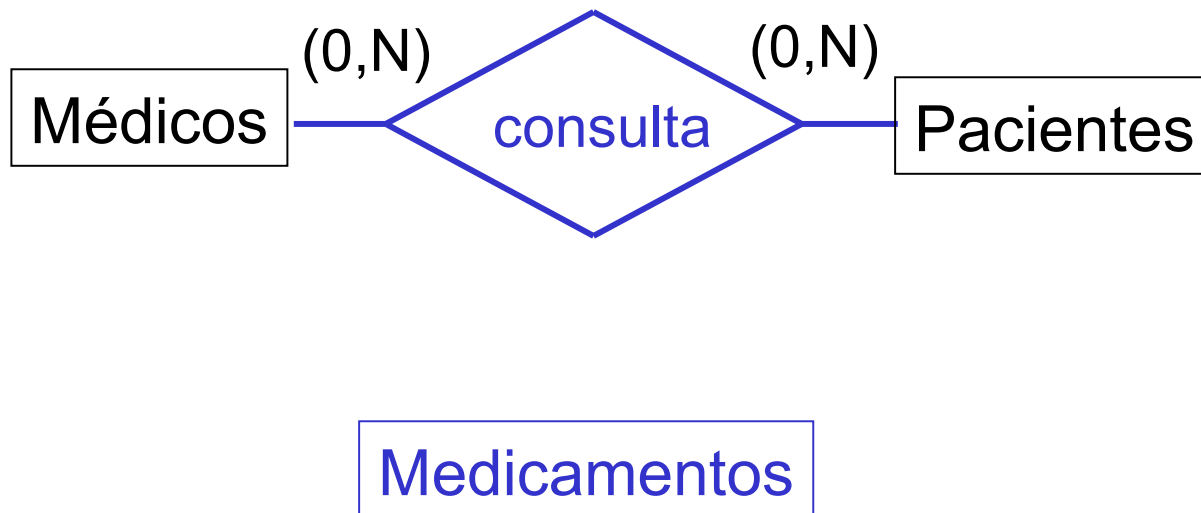 (0,N)
(0,N)
Médicos
consulta
Pacientes
Medicamentos